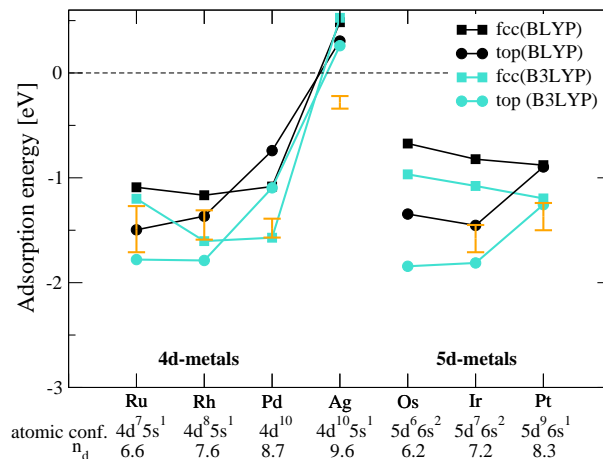 Adsorption energy [eV]
0
-1
-2
-3
fcc(BLYP)
top(BLYP)
fcc(B3LYP)
top (B3LYP)
4d-metals 5d-metals
Ru Rh Pd Ag Os Ir Pt
atomic conf. 4d⁷5s¹ 4d⁸5s¹ 4d¹⁰ 4d¹⁰5s¹ 5d⁶6s² 5d⁷6s² 5d⁹6s¹
n_d 6.6 7.6 8.7 9.6 6.2 7.2 8.3